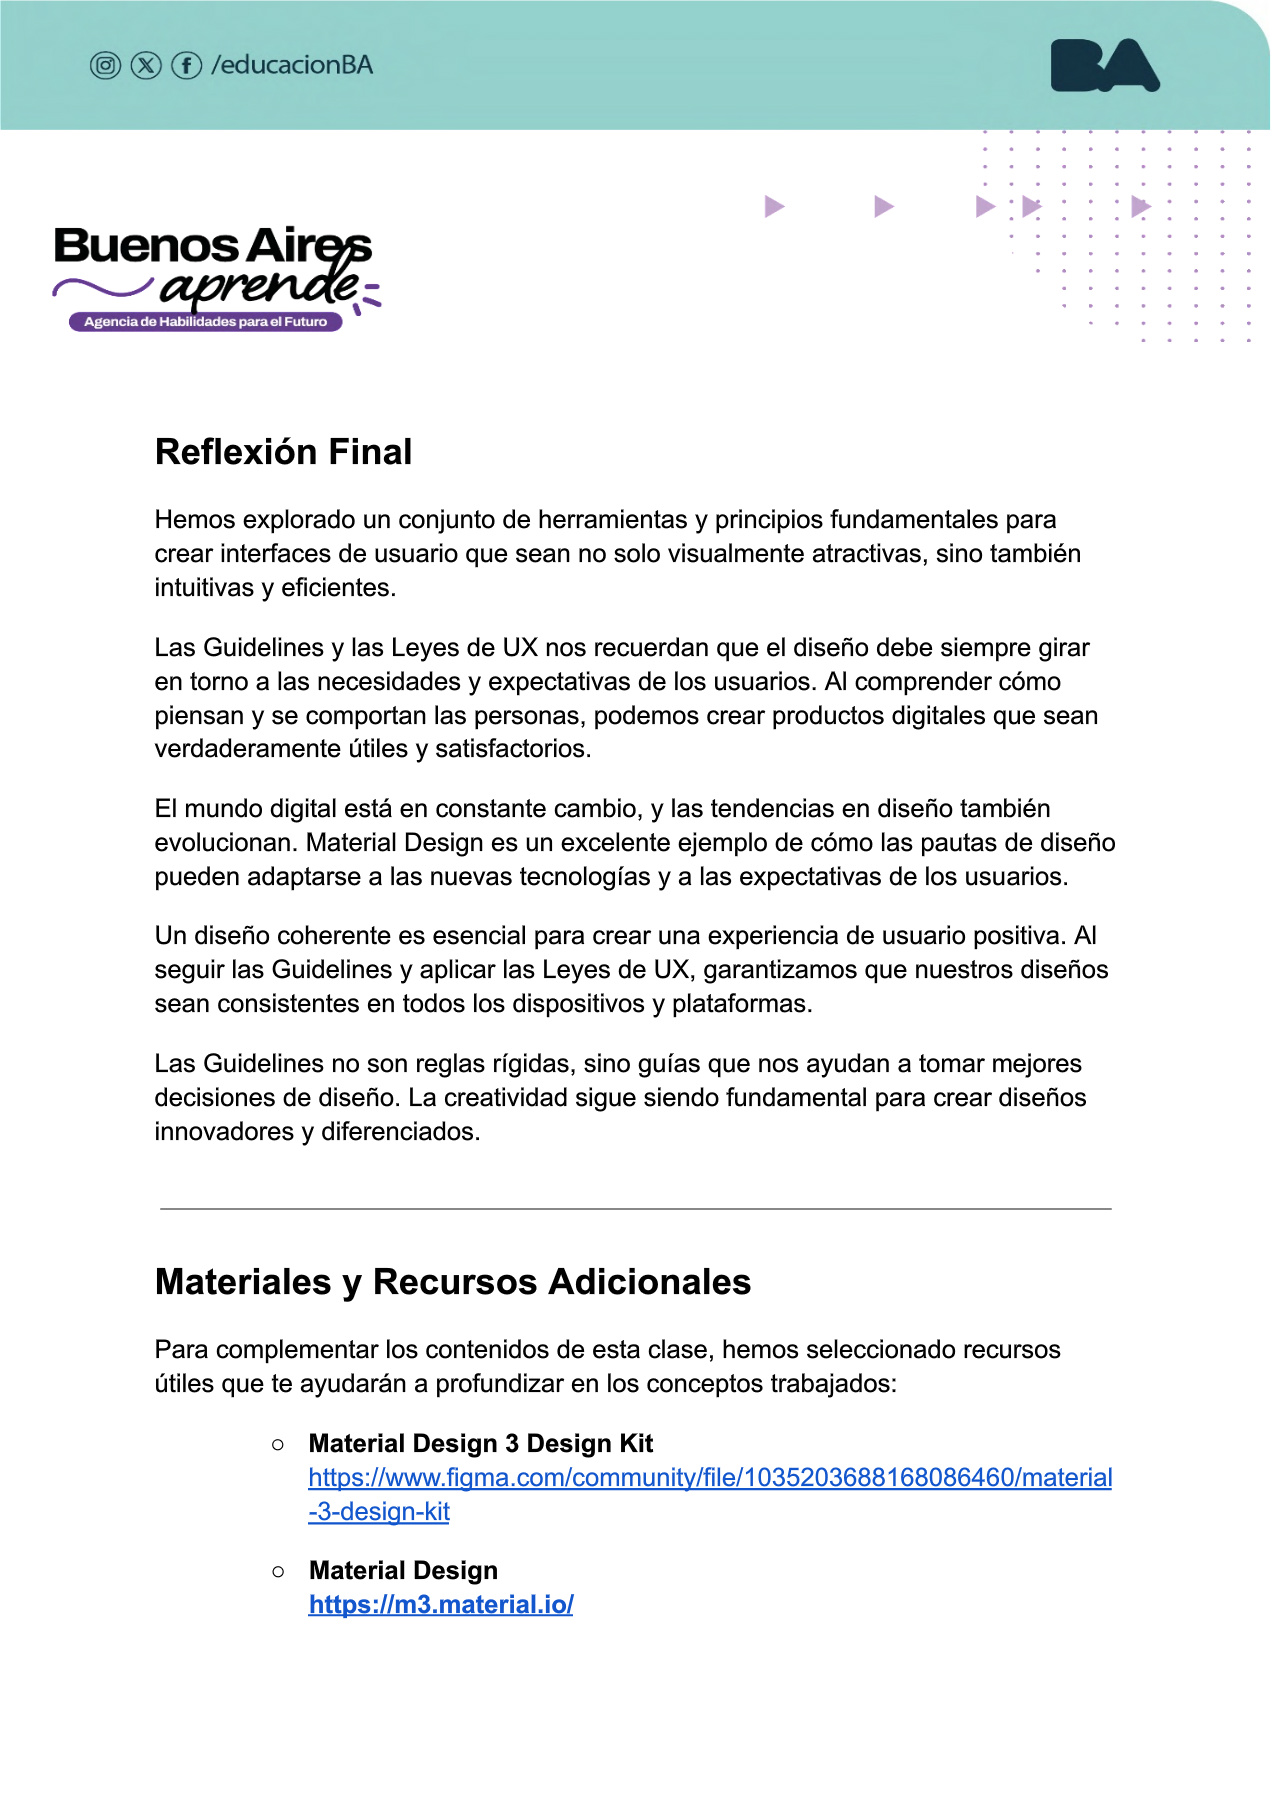 /educacionBA
BA
Buenos Aires
aprende
Agencia de Habilidades para el Futuro
Reflexión Final
Hemos explorado un conjunto de herramientas y principios fundamentales para
crear interfaces de usuario que sean no solo visualmente atractivas, sino también
intuitivas y eficientes.
Las Guidelines y las Leyes de UX nos recuerdan que el diseño debe siempre girar
en torno a las necesidades y expectativas de los usuarios. Al comprender cómo
piensan y se comportan las personas, podemos crear productos digitales que sean
verdaderamente útiles y satisfactorios.
El mundo digital está en constante cambio, y las tendencias en diseño también
evolucionan. Material Design es un excelente ejemplo de cómo las pautas de diseño
pueden adaptarse a las nuevas tecnologías y a las expectativas de los usuarios.
Un diseño coherente es esencial para crear una experiencia de usuario positiva. Al
seguir las Guidelines y aplicar las Leyes de UX, garantizamos que nuestros diseños
sean consistentes en todos los dispositivos y plataformas.
Las Guidelines no son reglas rígidas, sino guías que nos ayudan a tomar mejores
decisiones de diseño. La creatividad sigue siendo fundamental para crear diseños
innovadores y diferenciados.
Materiales y Recursos Adicionales
Para complementar los contenidos de esta clase, hemos seleccionado recursos
útiles que te ayudarán a profundizar en los conceptos trabajados:
○ Material Design 3 Design Kit
https://www.figma.com/community/file/1035203688168086460/material
-3-design-kit
○ Material Design
https://m3.material.io/